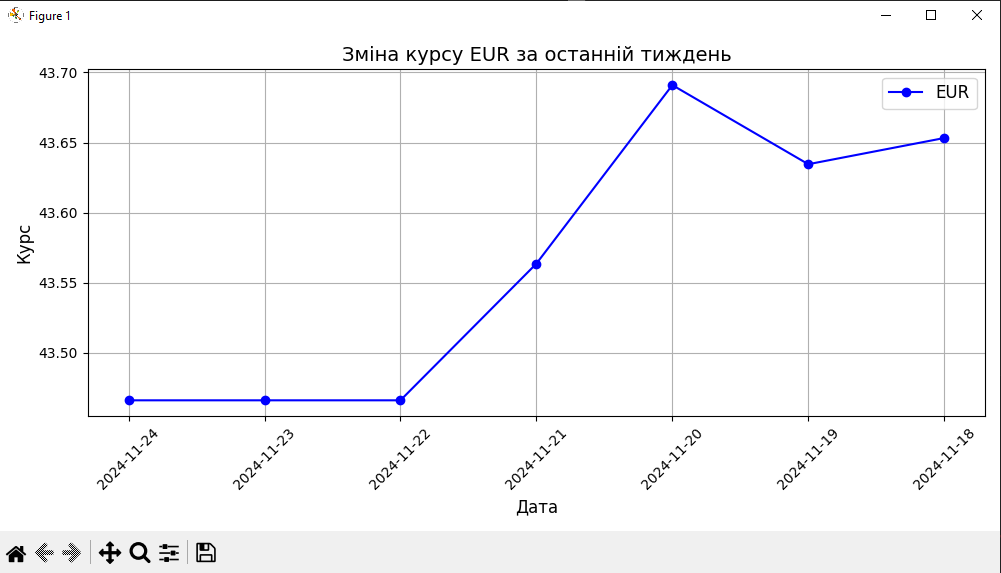 Figure 1
Зміна курсу EUR за останній тиждень
EUR
43.70
43.65
43.60
43.55
43.50
Курс
2024-11-24
2024-11-23
2024-11-22
2024-11-21
2024-11-20
2024-11-19
2024-11-18
Дата